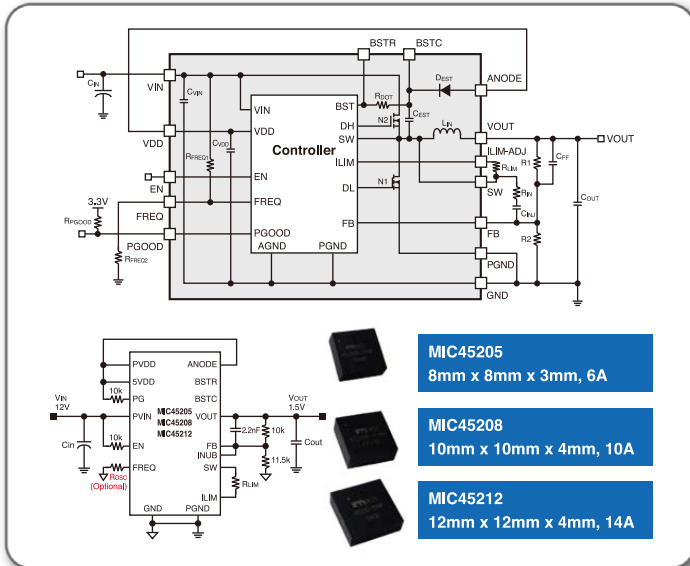 BSTR
BSTC
CIN
VIN
CVIN
VIN
BST
RDOT
DEST
ANODE
N2
CEST
DH
VDD
VDD
CVDD
RFREQ1
Controller
SW
LIN
VOUT
VOUT
ILIM
ILIM-ADJ
RLIM
R1
CFF
EN
EN
N1
DL
SW
RIN
CINJ
COUT
3.3V
FREQ
FREQ
RPGOOD
PGOOD
PGOOD
FB
FB
R2
RFREQ2
AGND
PGND
PGND
GND
PVDD
ANODE
5VDD
BSTR
10k
PG
BSTC
VIN
12V
PVIN
MIC45205
MIC45208
MIC45212
VOUT
VOUT
1.5V
2.2nF
10k
Cin
10k
EN
FB
INUB
Cout
11.5k
FREQ
SW
ROSC
(Optional)
RLIM
ILIM
GND
PGND
MIC45205
8mm x 8mm x 3mm, 6A
MIC45208
10mm x 10mm x 4mm, 10A
MIC45212
12mm x 12mm x 4mm, 14A